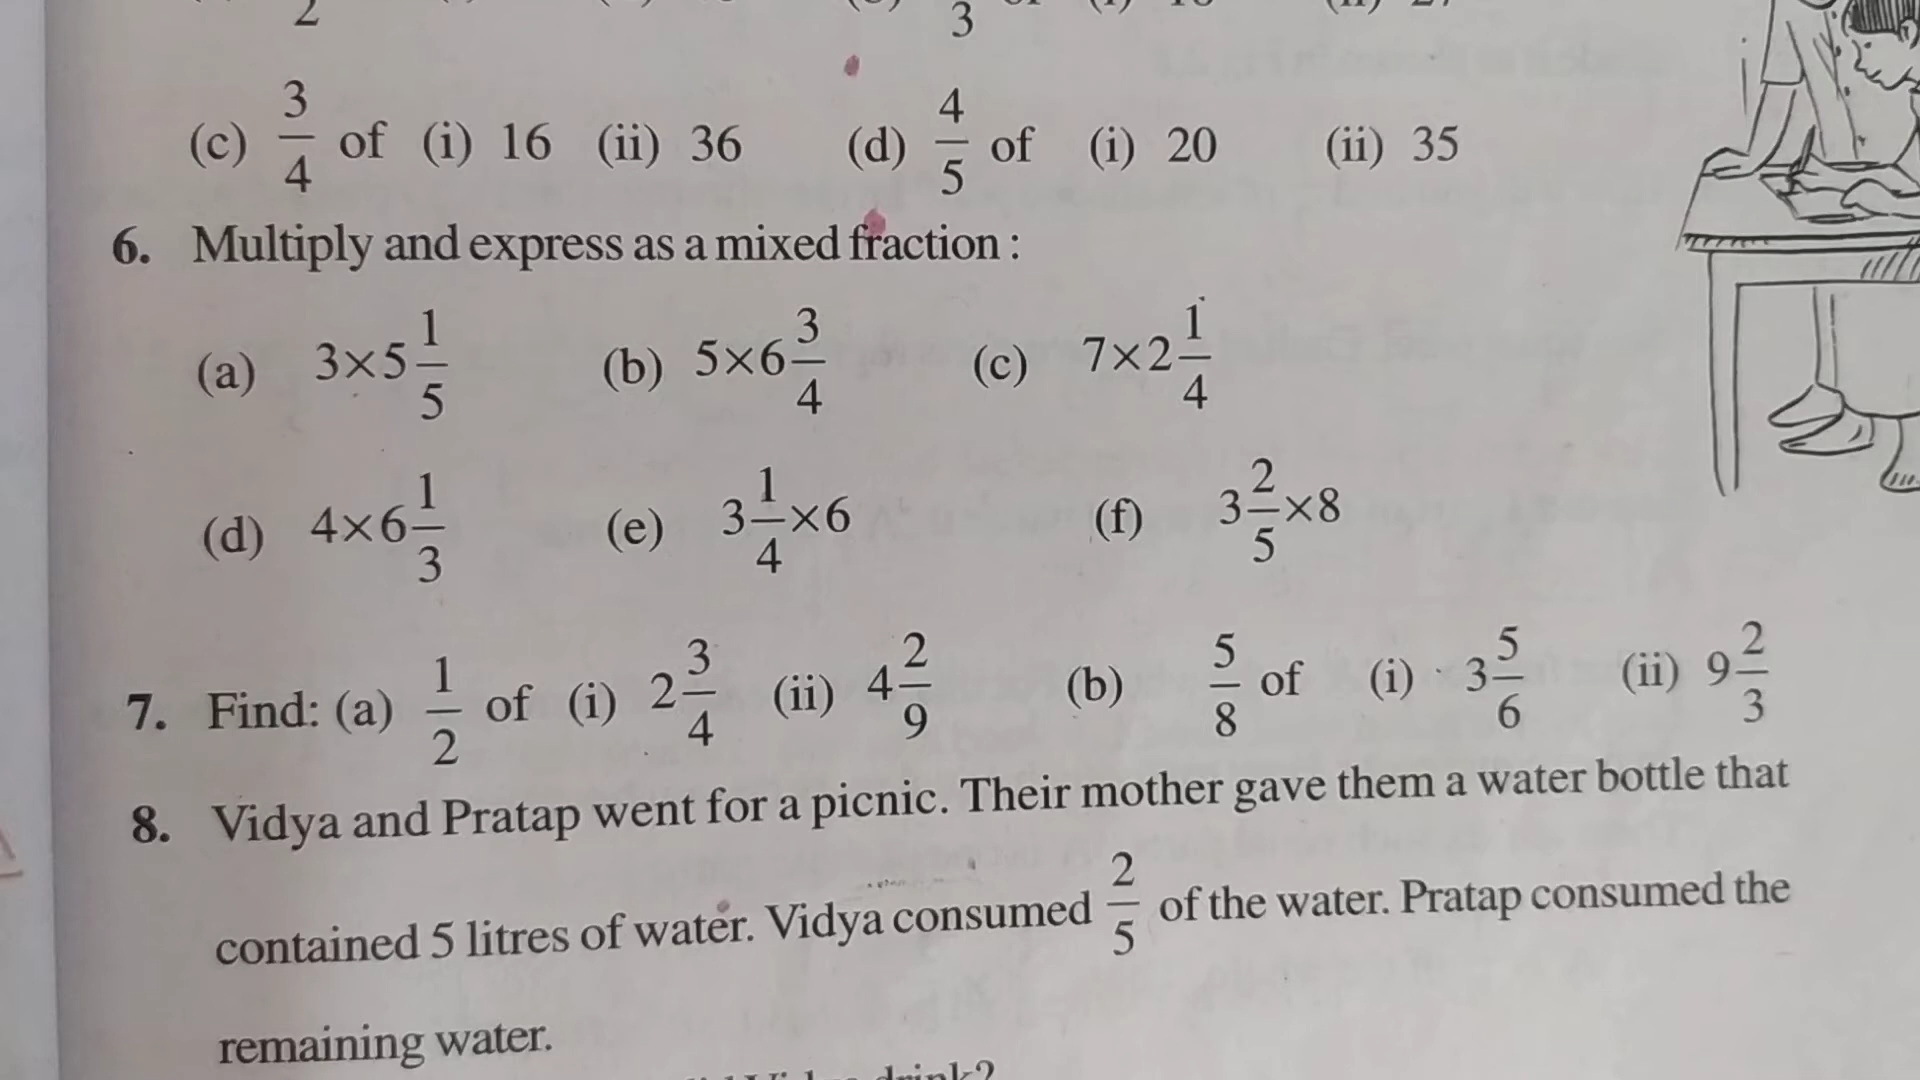 2 3
(c) 3/4 of (i) 16 (ii) 36 (d) 4/5 of (i) 20 (ii) 35
6. Multiply and express as a mixed fraction :
(a) 3×5 1/5 (b) 5×6 3/4 (c) 7×2 1/4
(d) 4×6 1/3 (e) 3 1/4 ×6 (f) 3 2/5 ×8
7. Find: (a) 1/2 of (i) 2 3/4 (ii) 4 2/9 (b) 5/8 of (i) 3 5/6 (ii) 9 2/3
8. Vidya and Pratap went for a picnic. Their mother gave them a water bottle that
contained 5 litres of water. Vidya consumed 2/5 of the water. Pratap consumed the
remaining water.
drink?